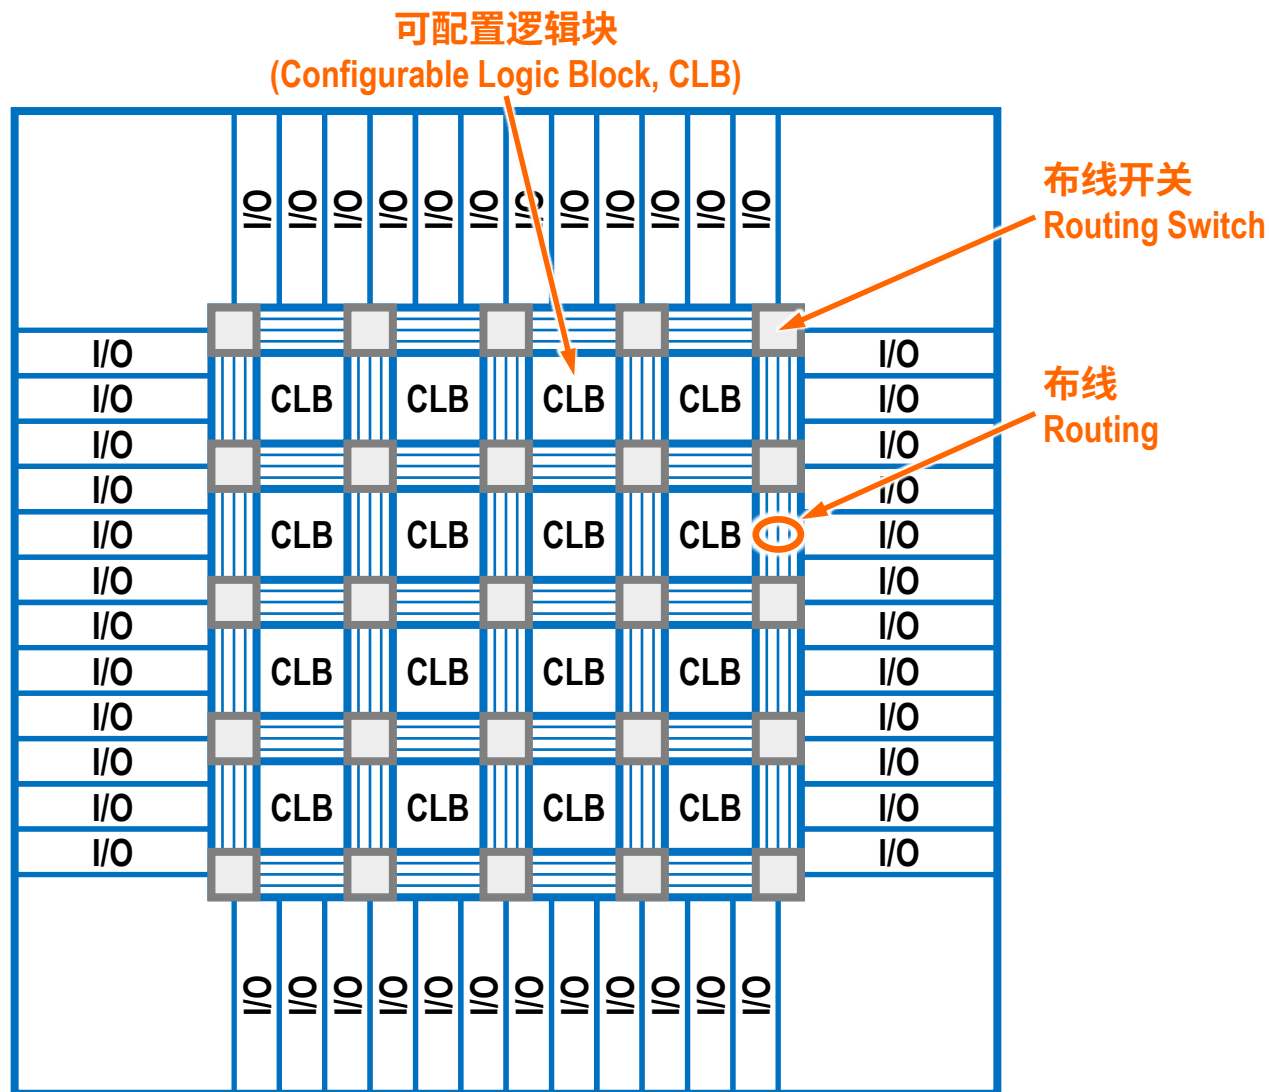 可配置逻辑块
(Configurable Logic Block, CLB)
布线开关
Routing Switch
I/O I/O I/O I/O I/O I/O I/O I/O I/O I/O I/O I/O
I/O I/O
CLB CLB CLB CLB
I/O I/O
布线
Routing
I/O I/O
I/O I/O
CLB CLB CLB CLB
I/O I/O
I/O I/O
I/O I/O
CLB CLB CLB CLB
I/O I/O
I/O I/O
I/O I/O
CLB CLB CLB CLB
I/O I/O
I/O I/O
I/O I/O I/O I/O I/O I/O I/O I/O I/O I/O I/O I/O